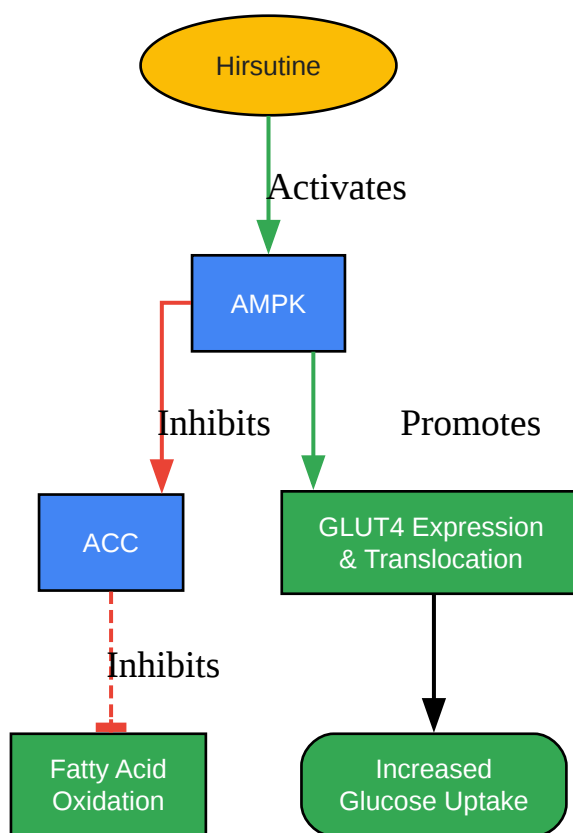 Hirsutine
Activates
AMPK
Inhibits
Promotes
ACC
GLUT4 Expression
& Translocation
Inhibits
Fatty Acid
Oxidation
Increased
Glucose Uptake